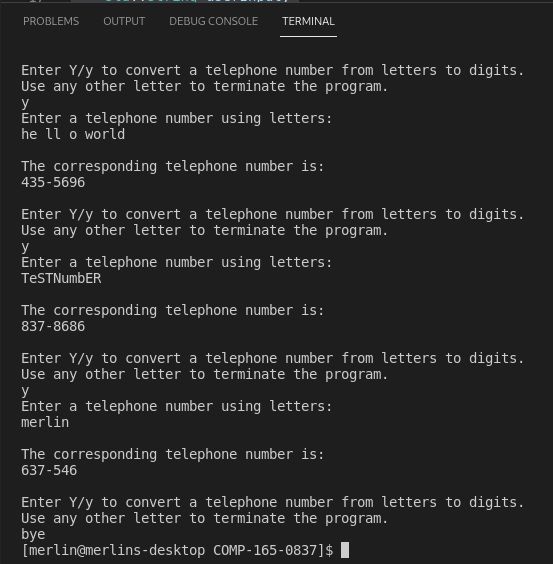 PROBLEMS OUTPUT DEBUG CONSOLE TERMINAL
Enter Y/y to convert a telephone number from letters to digits.
Use any other letter to terminate the program.
y
Enter a telephone number using letters:
he ll o world
The corresponding telephone number is:
435-5696
Enter Y/y to convert a telephone number from letters to digits.
Use any other letter to terminate the program.
y
Enter a telephone number using letters:
TeSTNumbER
The corresponding telephone number is:
837-8686
Enter Y/y to convert a telephone number from letters to digits.
Use any other letter to terminate the program.
y
Enter a telephone number using letters:
merlin
The corresponding telephone number is:
637-546
Enter Y/y to convert a telephone number from letters to digits.
Use any other letter to terminate the program.
bye
[merlin@merlins-desktop COMP-165-0837]$